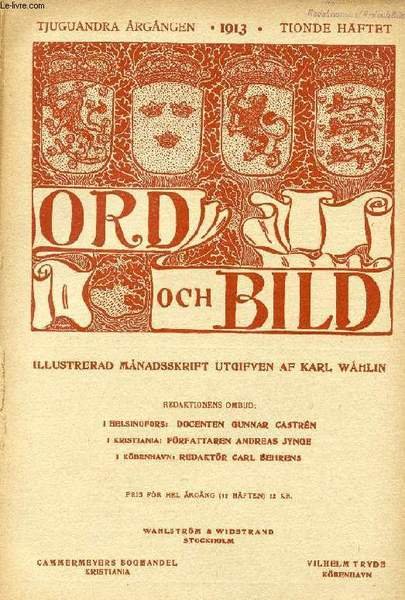 © Le-livre.com
TJUGUANDRA ÅRGÅNGEN • 1913 • TIONDE HÄFTET
ORD
OCH BILD
ILLUSTRERAD MÅNADSSKRIFT UTGIFVEN AF KARL WÅHLIN
REDAKTIONENS OMBUD:
I HELSINGFORS: DOCENTEN GUNNAR CASTRÉN
I KRISTIANIA: FÖRFATTAREN ANDREAS JYNGE
I KÖBENHAVN: REDAKTÖR CARL BEHRENS
PRIS FÖR HEL ÅRGÅNG (12 HÄFTEN) 12 KR.
WAHLSTRÖM & WIDSTRAND
STOCKHOLM
CAMMERMEYERS BOGHANDEL
KRISTIANIA
VILHELM TRYDE
KÖBENHAVN